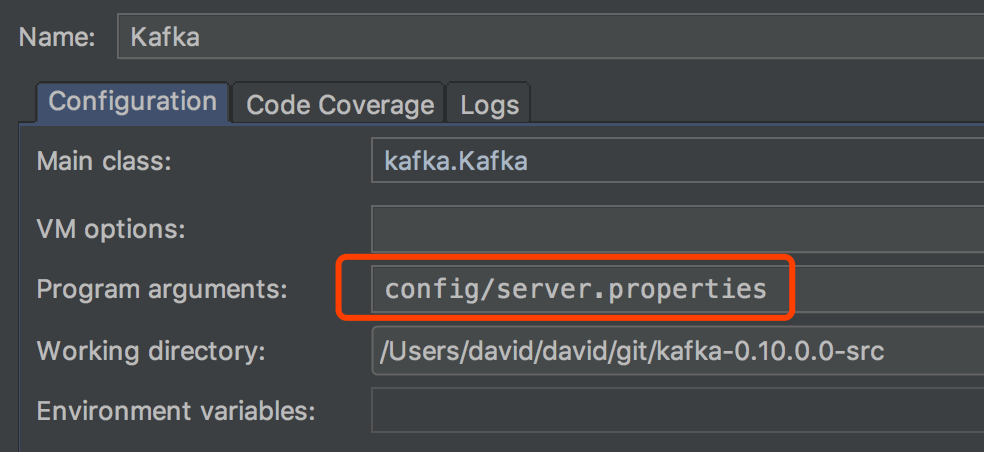 Name: Kafka
Configuration Code Coverage Logs
Main class: kafka.Kafka
VM options:
Program arguments: config/server.properties
Working directory: /Users/david/david/git/kafka-0.10.0.0-src
Environment variables: